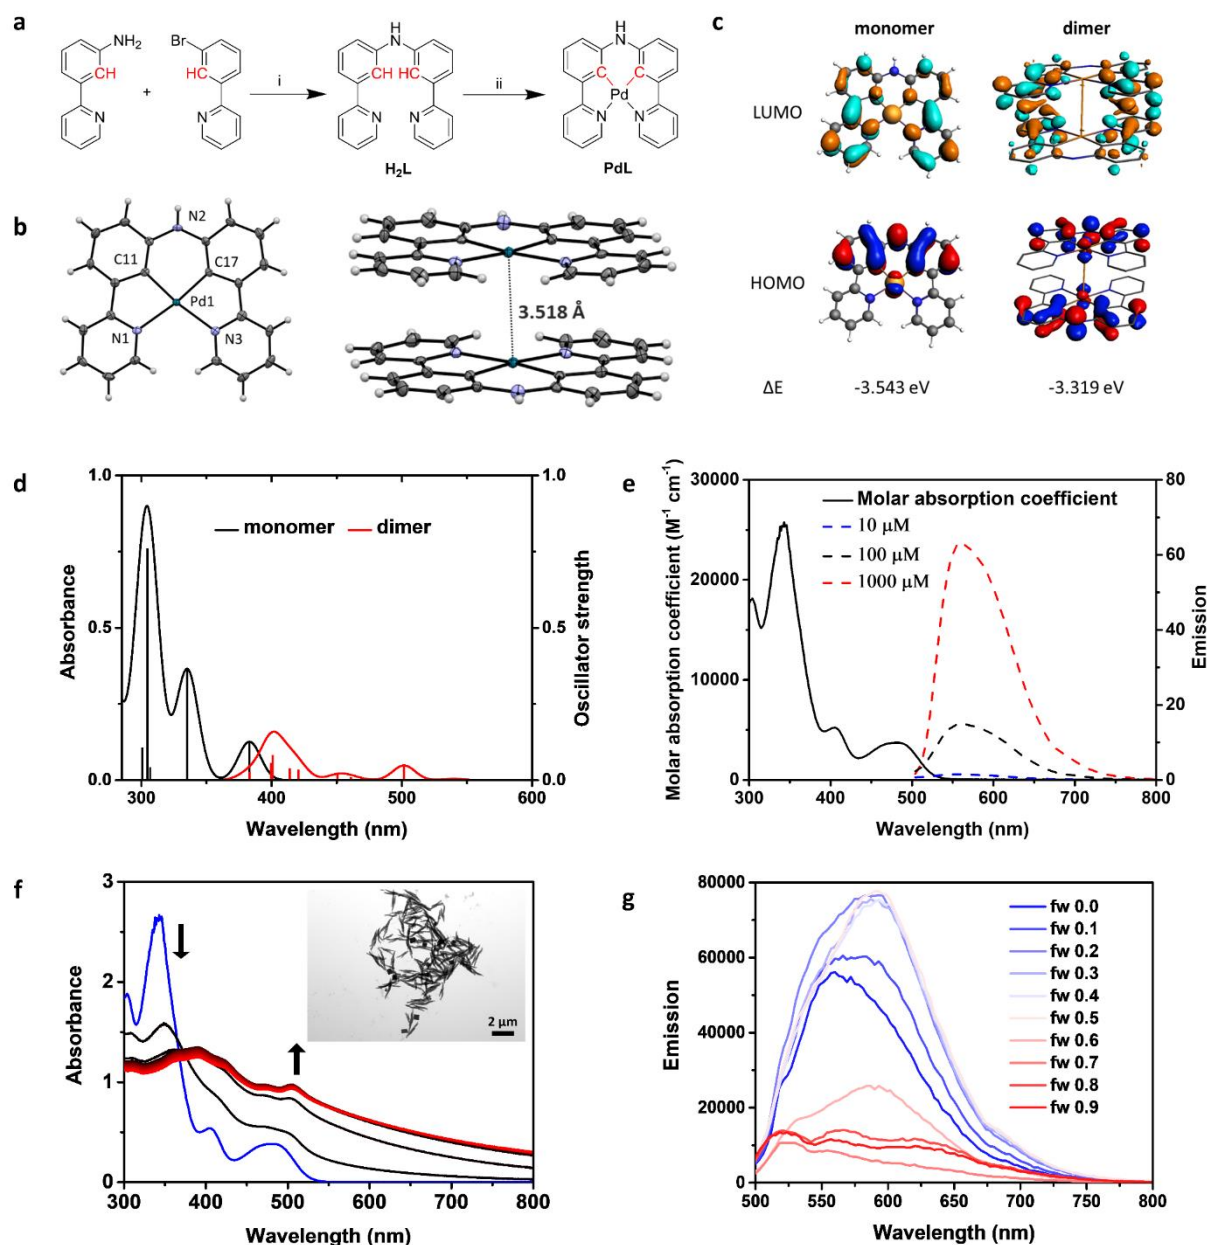 a
NH2
Br
CH
HC
N
N
+
i
H
N
CH HC
N N
H2L
ii
H
N
C C
Pd
N N
PdL
b
N2
C11
C17
Pd1
N1
N3
3.518 Å
c
monomer dimer
LUMO
HOMO
ΔE -3.543 eV -3.319 eV
d
1.0 1.0
monomer dimer
0.5 0.5
0.0 0.0
300 400 500 600
Absorbance
Oscillator strength
Wavelength (nm)
e
30000 80
Molar absorption coefficient
10 μM
100 μM
1000 μM
60
20000
40
10000
20
0 0
300 400 500 600 700 800
Molar absorption coefficient (M⁻¹ cm⁻¹)
Emission
Wavelength (nm)
f
3
2
1
0
2 μm
300 400 500 600 700 800
Absorbance
Wavelength (nm)
g
80000
60000
40000
20000
0
fw 0.0
fw 0.1
fw 0.2
fw 0.3
fw 0.4
fw 0.5
fw 0.6
fw 0.7
fw 0.8
fw 0.9
500 550 600 650 700 750 800
Emission
Wavelength (nm)